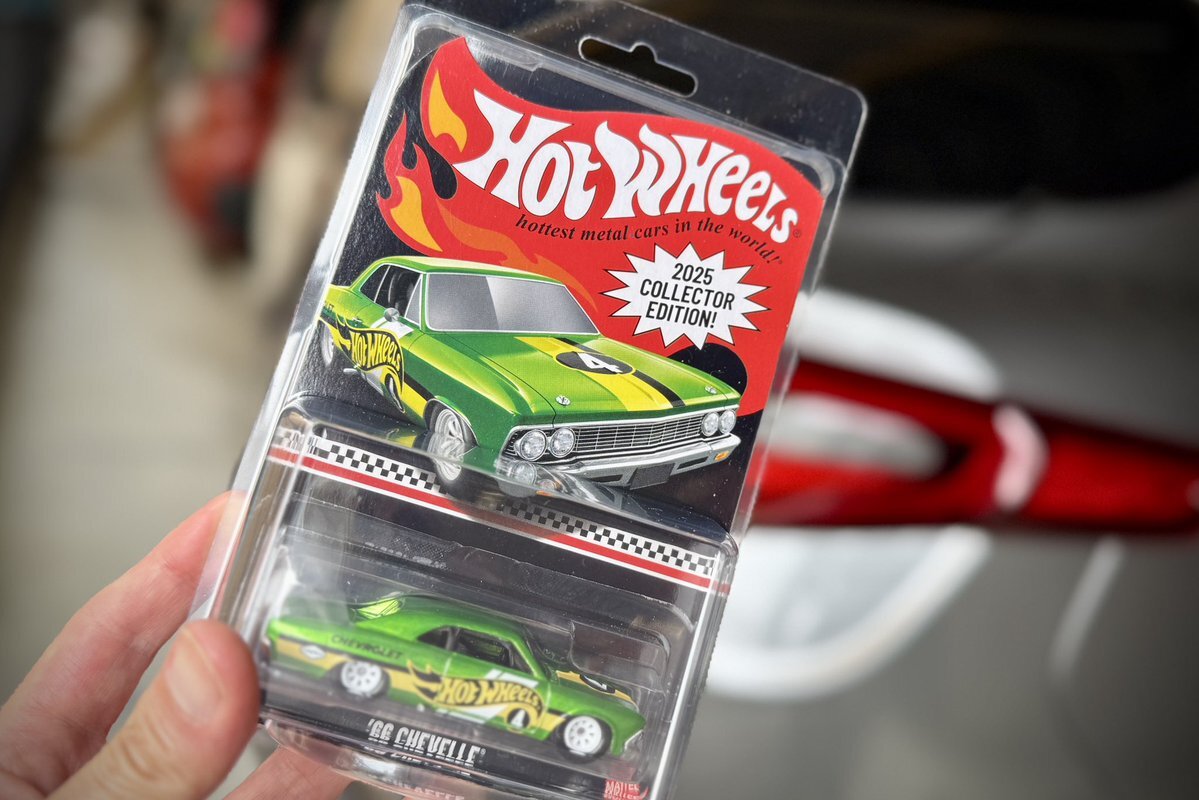 HOT WHEELS®
hottest metal cars in the world!
2025
COLLECTOR
EDITION!
4
HOT WHEELS
CHEVROLET
HOT WHEELS
'66 CHEVELLE®
MATTEL